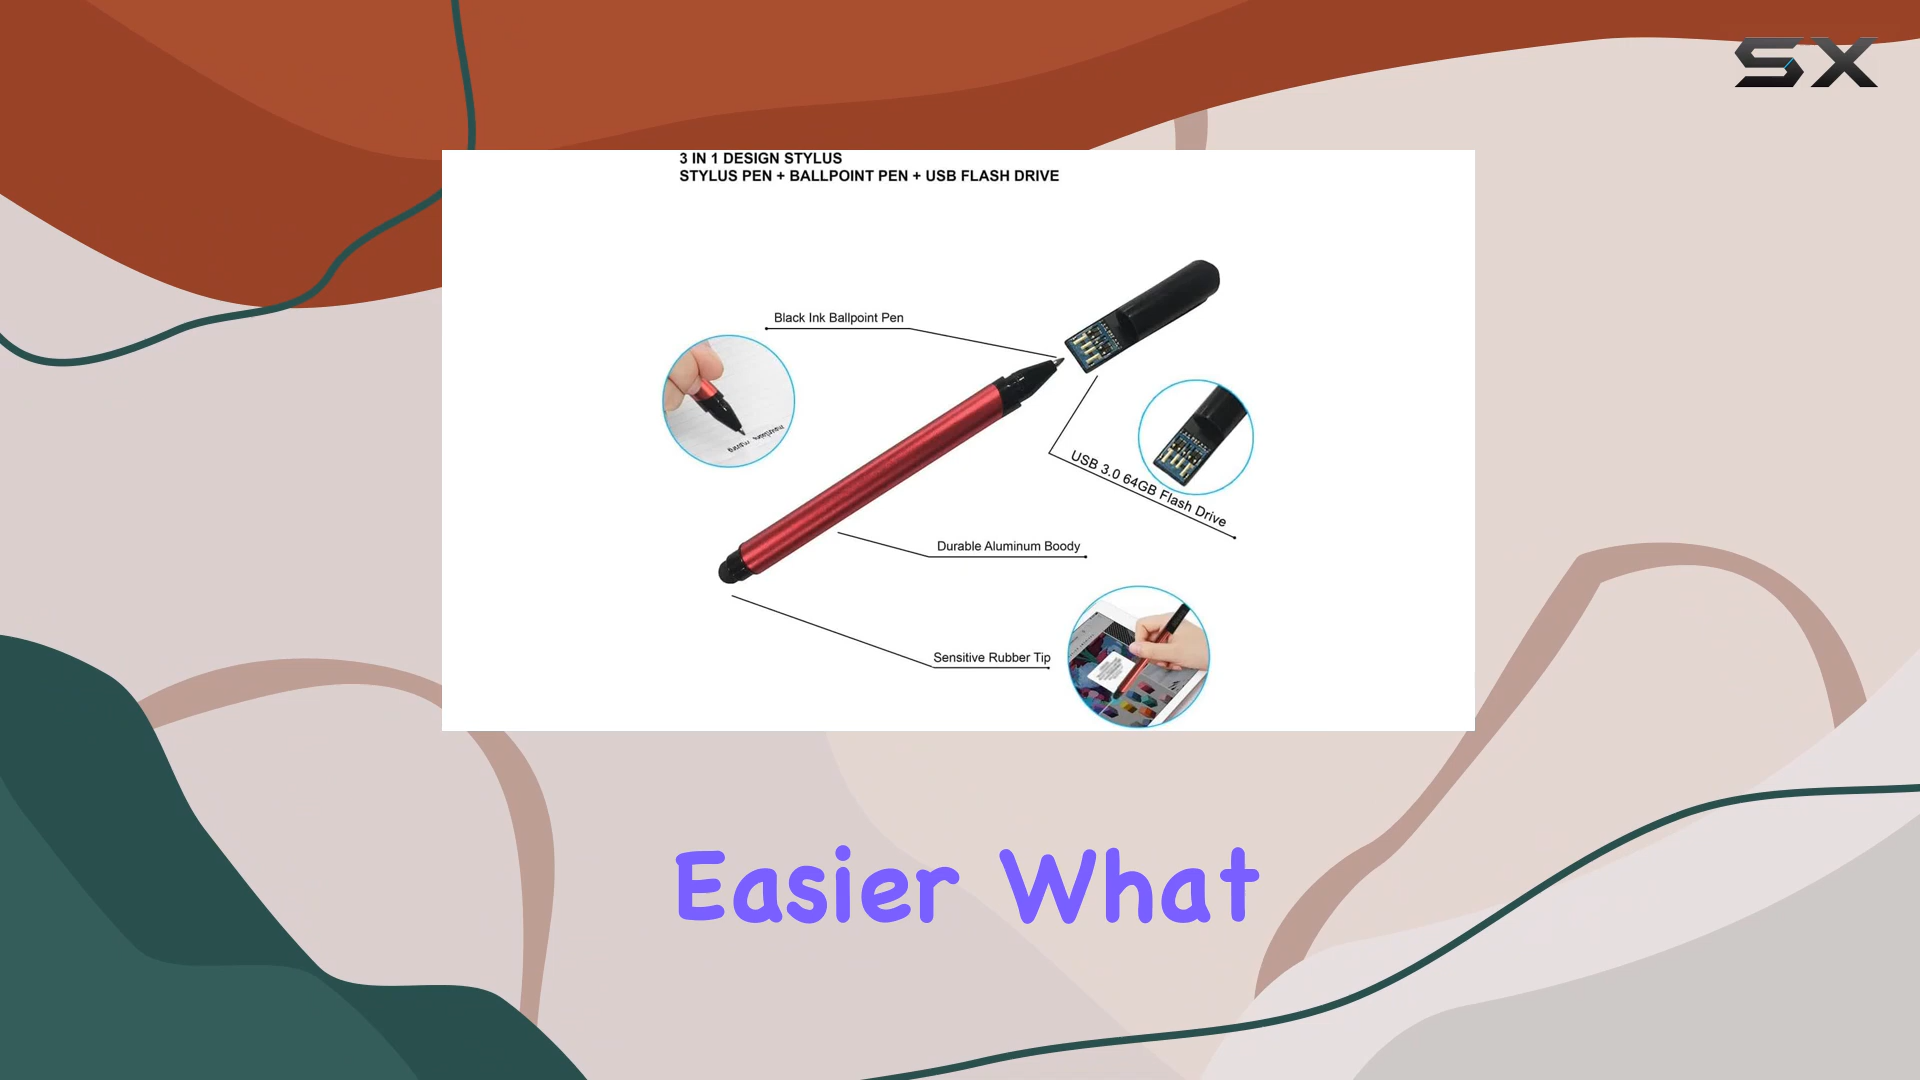 SX
3 IN 1 DESIGN STYLUS
STYLUS PEN + BALLPOINT PEN + USB FLASH DRIVE
Black Ink Ballpoint Pen
USB 3.0 64GB Flash Drive
Durable Aluminum Boody
Sensitive Rubber Tip
Easier What